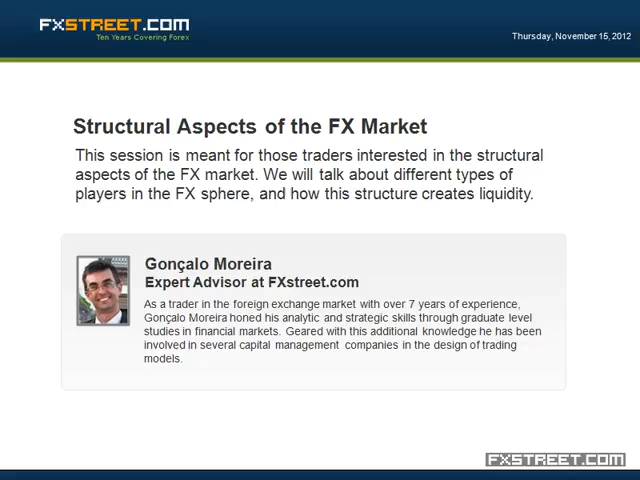 FXSTREET.COM
Ten Years Covering Forex
Thursday, November 15, 2012
Structural Aspects of the FX Market
This session is meant for those traders interested in the structural
aspects of the FX market. We will talk about different types of
players in the FX sphere, and how this structure creates liquidity.
Gonçalo Moreira
Expert Advisor at FXstreet.com
As a trader in the foreign exchange market with over 7 years of experience,
Gonçalo Moreira honed his analytic and strategic skills through graduate level
studies in financial markets. Geared with this additional knowledge he has been
involved in several capital management companies in the design of trading
models.
FXSTREET.COM